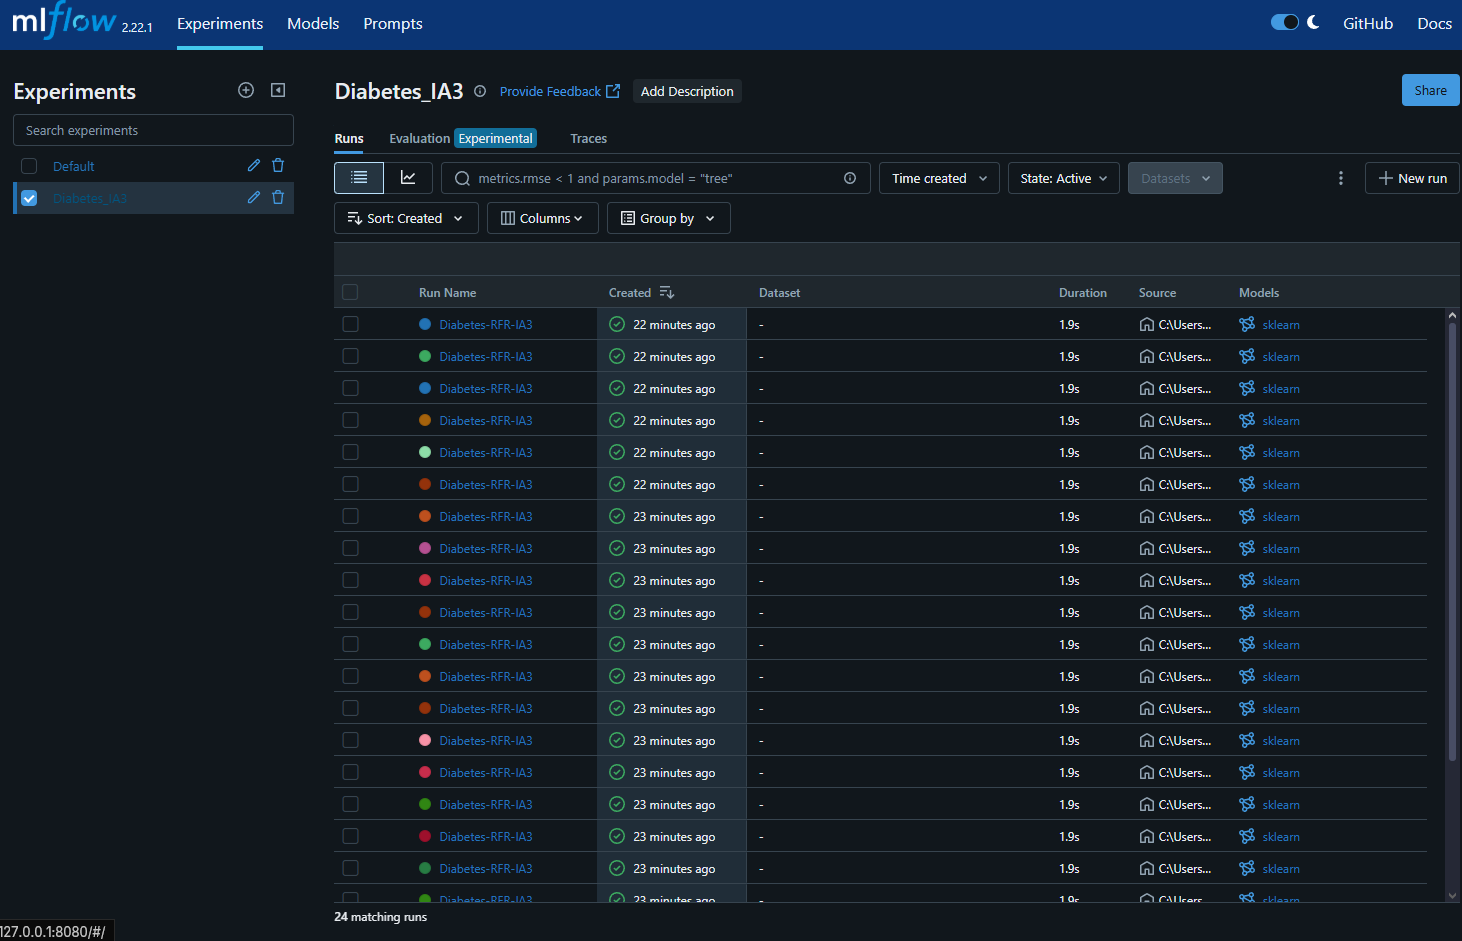 mlflow 2.22.1 Experiments Models Prompts GitHub Docs
Experiments
Search experiments
Default
Diabetes_IA3
Diabetes_IA3 Provide Feedback Add Description Share
Runs Evaluation Experimental Traces
metrics.rmse < 1 and params.model = "tree" Time created State: Active Datasets New run
Sort: Created Columns Group by
Run Name Created Dataset Duration Source Models
Diabetes-RFR-IA3 22 minutes ago - 1.9s C:\Users... sklearn
Diabetes-RFR-IA3 22 minutes ago - 1.9s C:\Users... sklearn
Diabetes-RFR-IA3 22 minutes ago - 1.9s C:\Users... sklearn
Diabetes-RFR-IA3 22 minutes ago - 1.9s C:\Users... sklearn
Diabetes-RFR-IA3 22 minutes ago - 1.9s C:\Users... sklearn
Diabetes-RFR-IA3 22 minutes ago - 1.9s C:\Users... sklearn
Diabetes-RFR-IA3 23 minutes ago - 1.9s C:\Users... sklearn
Diabetes-RFR-IA3 23 minutes ago - 1.9s C:\Users... sklearn
Diabetes-RFR-IA3 23 minutes ago - 1.9s C:\Users... sklearn
Diabetes-RFR-IA3 23 minutes ago - 1.9s C:\Users... sklearn
Diabetes-RFR-IA3 23 minutes ago - 1.9s C:\Users... sklearn
Diabetes-RFR-IA3 23 minutes ago - 1.9s C:\Users... sklearn
Diabetes-RFR-IA3 23 minutes ago - 1.9s C:\Users... sklearn
Diabetes-RFR-IA3 23 minutes ago - 1.9s C:\Users... sklearn
Diabetes-RFR-IA3 23 minutes ago - 1.9s C:\Users... sklearn
Diabetes-RFR-IA3 23 minutes ago - 1.9s C:\Users... sklearn
Diabetes-RFR-IA3 23 minutes ago - 1.9s C:\Users... sklearn
Diabetes-RFR-IA3 23 minutes ago - 1.9s C:\Users... sklearn
Diabetes-RFR-IA3 23 minutes ago - 1.9s C:\Users... sklearn
24 matching runs
127.0.0.1:8080/#/